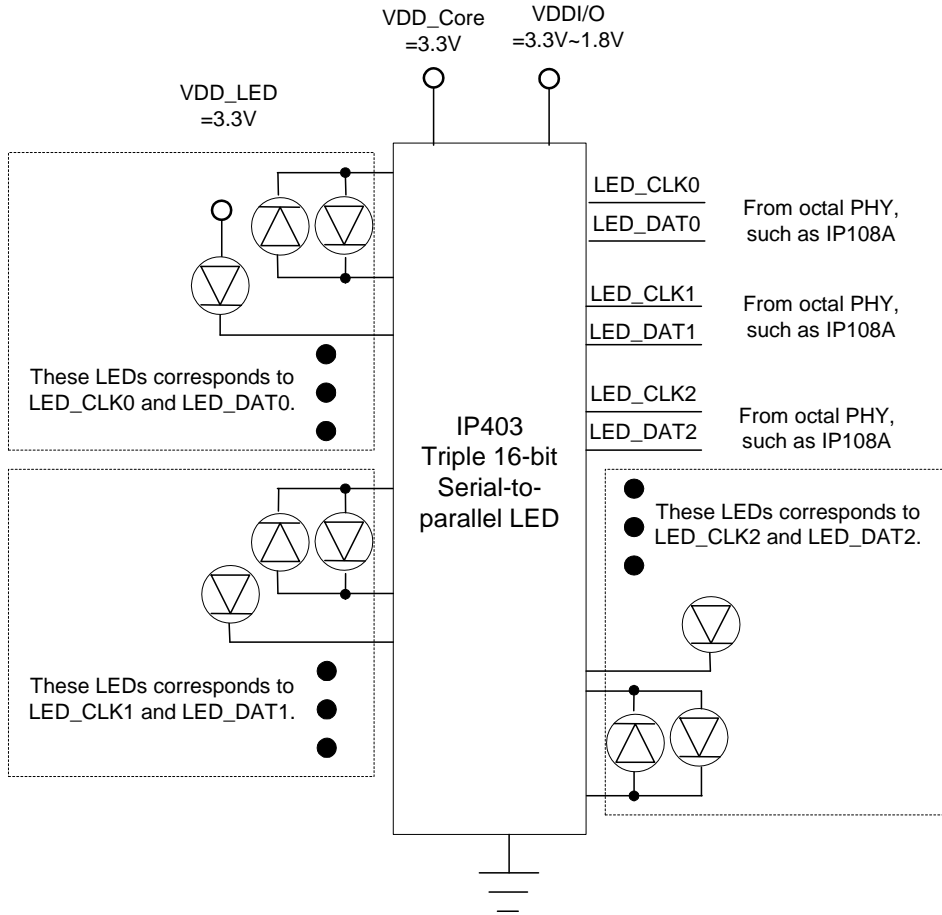 VDD_Core
=3.3V
VDDI/O
=3.3V~1.8V
VDD_LED
=3.3V
LED_CLK0
LED_DAT0
From octal PHY,
such as IP108A
LED_CLK1
LED_DAT1
From octal PHY,
such as IP108A
These LEDs corresponds to
LED_CLK0 and LED_DAT0.
LED_CLK2
LED_DAT2
From octal PHY,
such as IP108A
IP403
Triple 16-bit
Serial-to-
parallel LED
These LEDs corresponds to
LED_CLK2 and LED_DAT2.
These LEDs corresponds to
LED_CLK1 and LED_DAT1.